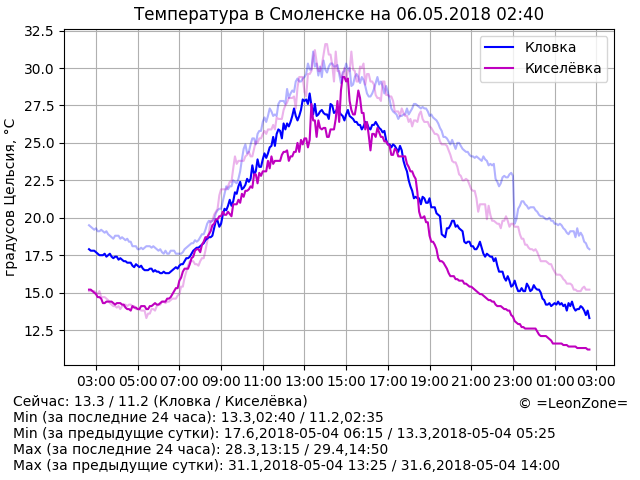 Температура в Смоленске на 06.05.2018 02:40
градусов Цельсия, °C
32.5
30.0
27.5
25.0
22.5
20.0
17.5
15.0
12.5
Кловка
Киселёвка
03:00 05:00 07:00 09:00 11:00 13:00 15:00 17:00 19:00 21:00 23:00 01:00 03:00
Сейчас: 13.3 / 11.2 (Кловка / Киселёвка)
© =LeonZone=
Min (за последние 24 часа): 13.3,02:40 / 11.2,02:35
Min (за предыдущие сутки): 17.6,2018-05-04 06:15 / 13.3,2018-05-04 05:25
Max (за последние 24 часа): 28.3,13:15 / 29.4,14:50
Max (за предыдущие сутки): 31.1,2018-05-04 13:25 / 31.6,2018-05-04 14:00